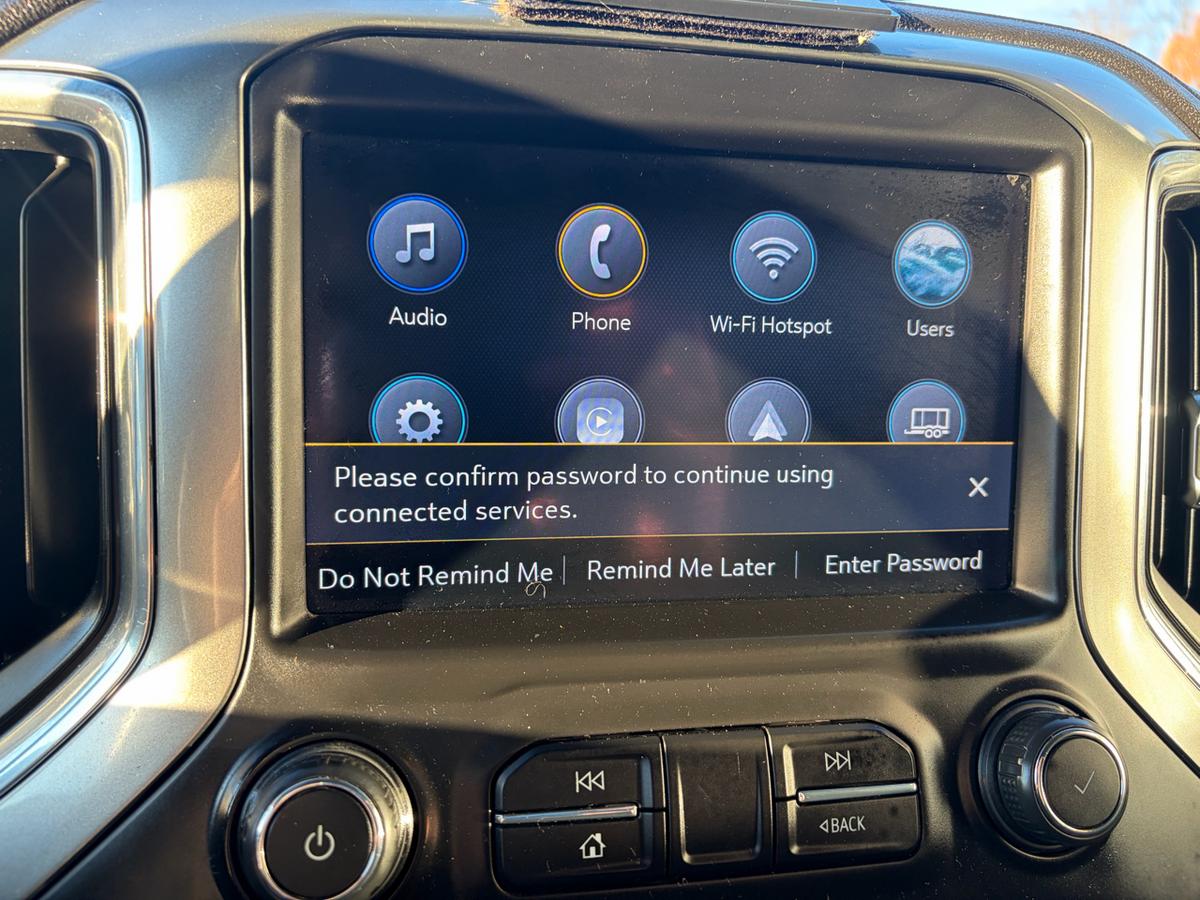 Audio
Phone
Wi-Fi Hotspot
Users
Please confirm password to continue using
connected services.
Do Not Remind Me
Remind Me Later
Enter Password
BACK